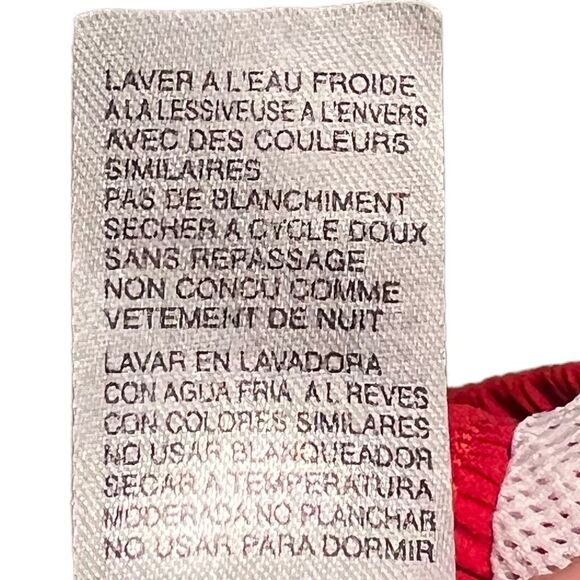 LAVER A L'EAU FROIDE
A LA LESSIVEUSE A L'ENVERS
AVEC DES COULEURS
SIMILAIRES
PAS DE BLANCHIMENT
SECHER A CYCLE DOUX
SANS REPASSAGE
NON CONCU COMME
VETEMENT DE NUIT
LAVAR EN LAVADORA
CON AGUA FRIA AL REVES
CON COLORES SIMILARES
NO USAR BLANQUEADOR
SECAR A TEMPERATURA
MODERADA NO PLANCHAR
NO USAR PARA DORMIR